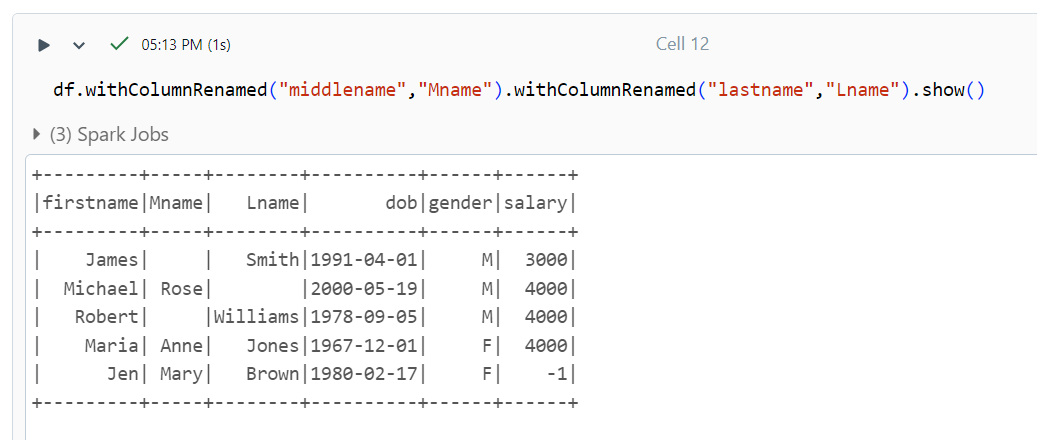 05:13 PM (1s) Cell 12
df.withColumnRenamed("middlename","Mname").withColumnRenamed("lastname","Lname").show()
(3) Spark Jobs
+---------+-----+--------+----------+------+------+
|firstname|Mname|   Lname|       dob|gender|salary|
+---------+-----+--------+----------+------+------+
|    James|     |   Smith|1991-04-01|     M|  3000|
|  Michael| Rose|        |2000-05-19|     M|  4000|
|   Robert|     |Williams|1978-09-05|     M|  4000|
|    Maria| Anne|   Jones|1967-12-01|     F|  4000|
|      Jen| Mary|   Brown|1980-02-17|     F|    -1|
+---------+-----+--------+----------+------+------+